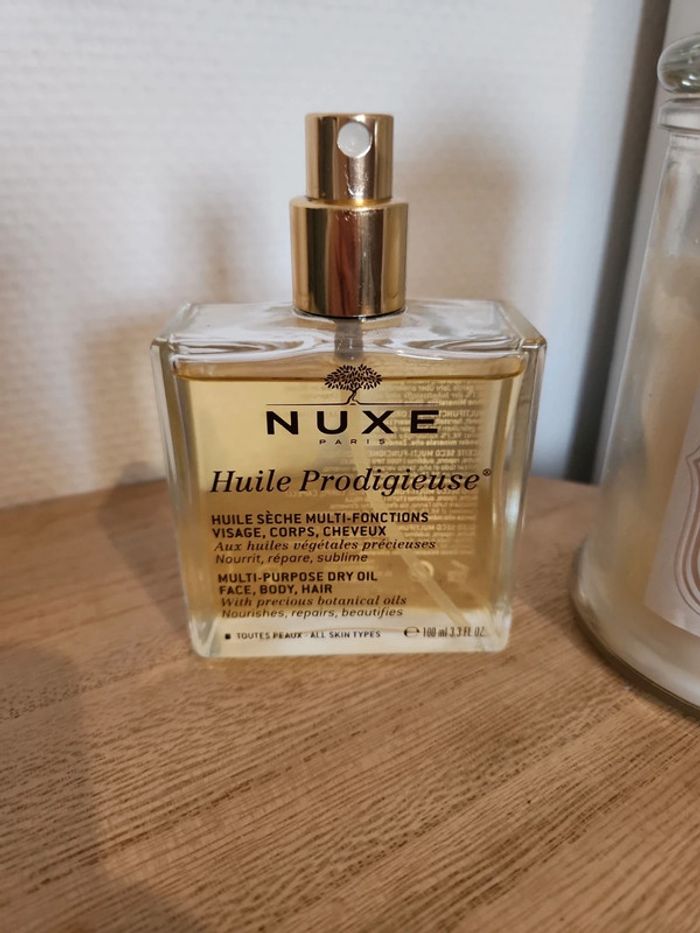 NUXE
PARIS
Huile Prodigieuse®
HUILE SÈCHE MULTI-FONCTIONS
VISAGE, CORPS, CHEVEUX
Aux huiles végétales précieuses
Nourrit, répare, sublime
MULTI-PURPOSE DRY OIL
FACE, BODY, HAIR
With precious botanical oils
Nourishes, repairs, beautifies
TOUTES PEAUX - ALL SKIN TYPES ℮ 100 ml 3.3 FL.OZ.